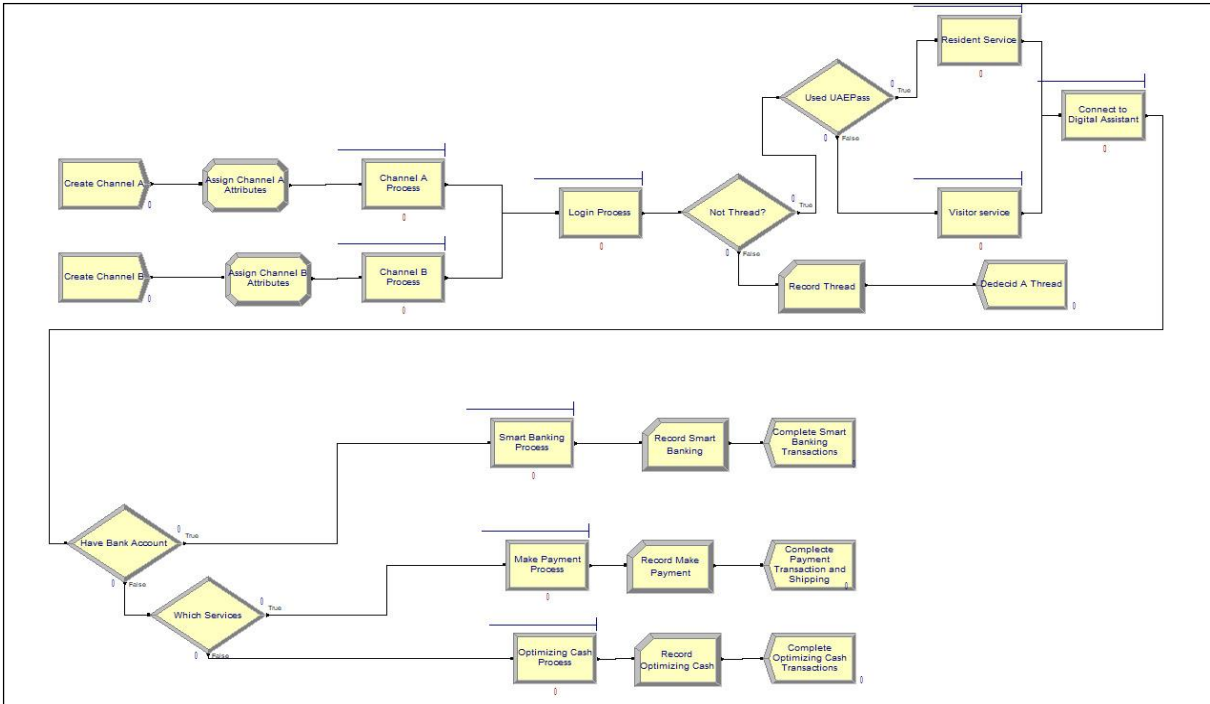 Resident Service
0
0
Used UAEPass
True
0
Connect to
Digital Assistant
0
False
0
Create Channel A
0
Assign Channel A
Attributes
Channel A
Process
0
Login Process
0
Not Thread?
0
True
0
False
Visitor service
0
Create Channel B
0
Assign Channel B
Attributes
Channel B
Process
0
Record Thread
Dedecid A Thread
0
Smart Banking
Process
0
Record Smart
Banking
Complete Smart
Banking
Transactions
0
Have Bank Account
0
True
0
False
Make Payment
Process
0
Record Make
Payment
Complecte
Payment
Transaction and
Shipping
0
Which Services
0
True
0
False
Optimizing Cash
Process
0
Record
Optimizing Cash
Complete
Optimizing Cash
Transactions
0